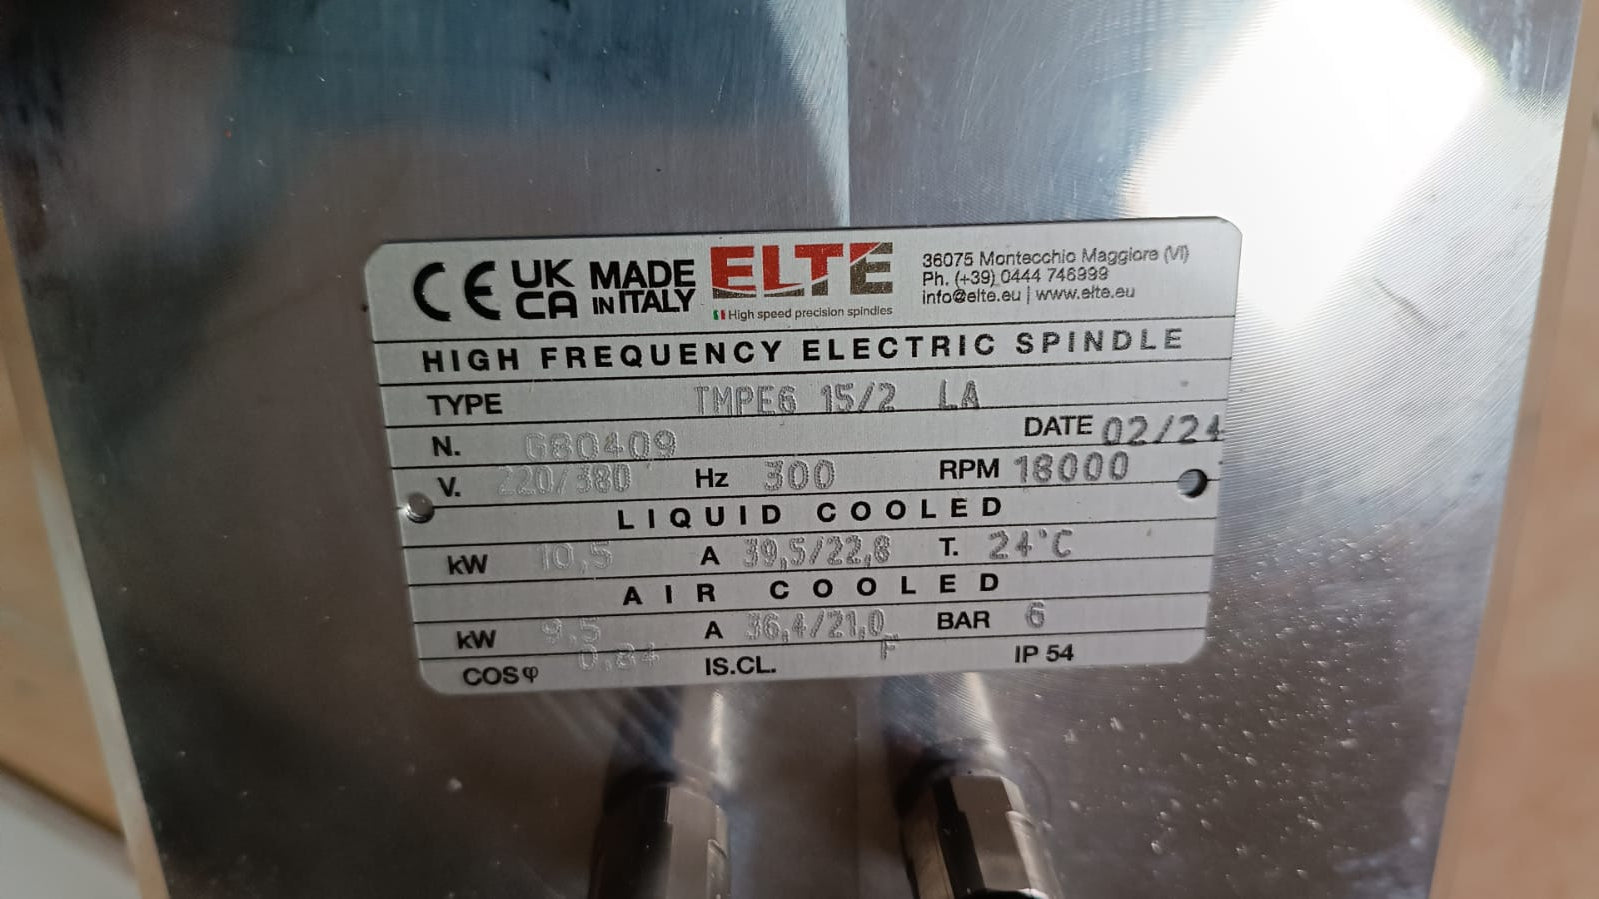 CE UK CA MADE IN ITALY ELTE
High speed precision spindles
36075 Montecchio Maggiore (VI)
Ph. (+39) 0444 746999
info@elte.eu | www.elte.eu
HIGH FREQUENCY ELECTRIC SPINDLE
TYPE TMPE6 15/2 LA
N. G80409 DATE 02/24
V. 220/380 Hz 300 RPM 18000
LIQUID COOLED
kW 10,5 A 39,5/22,8 T. 24°C
AIR COOLED
kW 9,5 A 36,4/21,0 BAR 6
COSφ 0,84 IS.CL. F IP 54